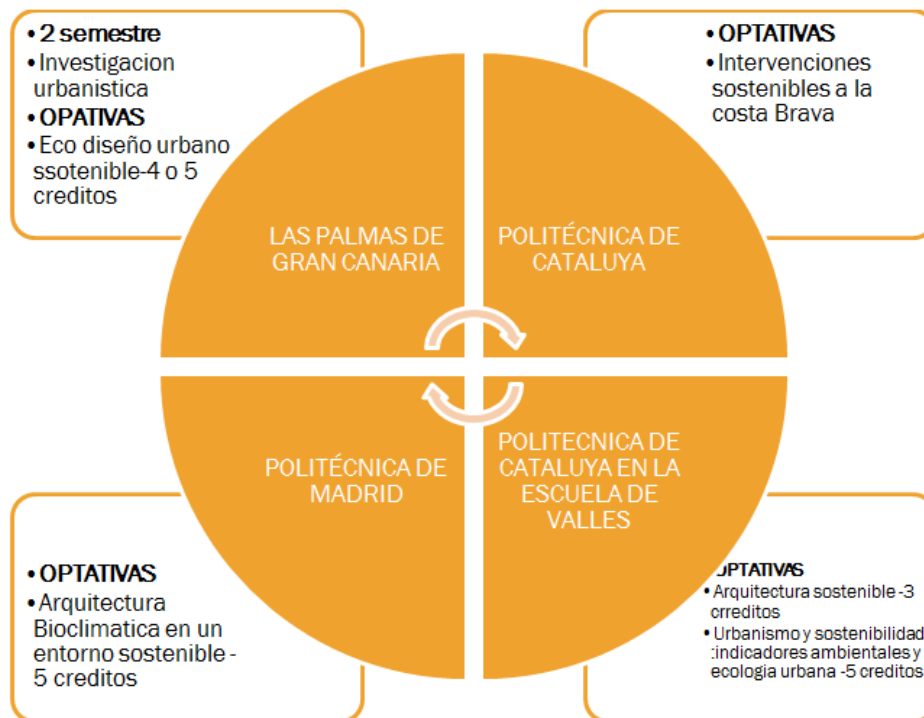 • 2 semestre
• Investigacion
urbanistica
• OPATIVAS
• Eco diseño urbano
ssotenible-4 o 5
creditos
• OPTATIVAS
• Intervenciones
sostenibles a la
costa Brava
LAS PALMAS DE
GRAN CANARIA
POLITÉCNICA DE
CATALUYA
POLITÉCNICA DE
MADRID
POLITECNICA DE
CATALUYA EN LA
ESCUELA DE
VALLES
• OPTATIVAS
• Arquitectura
Bioclimatica en un
entorno sostenible -
5 creditos
OPTATIVAS
• Arquitectura sostenible -3
crreditos
• Urbanismo y sostenibilidad
:indicadores ambientales y
ecologia urbana -5 creditos